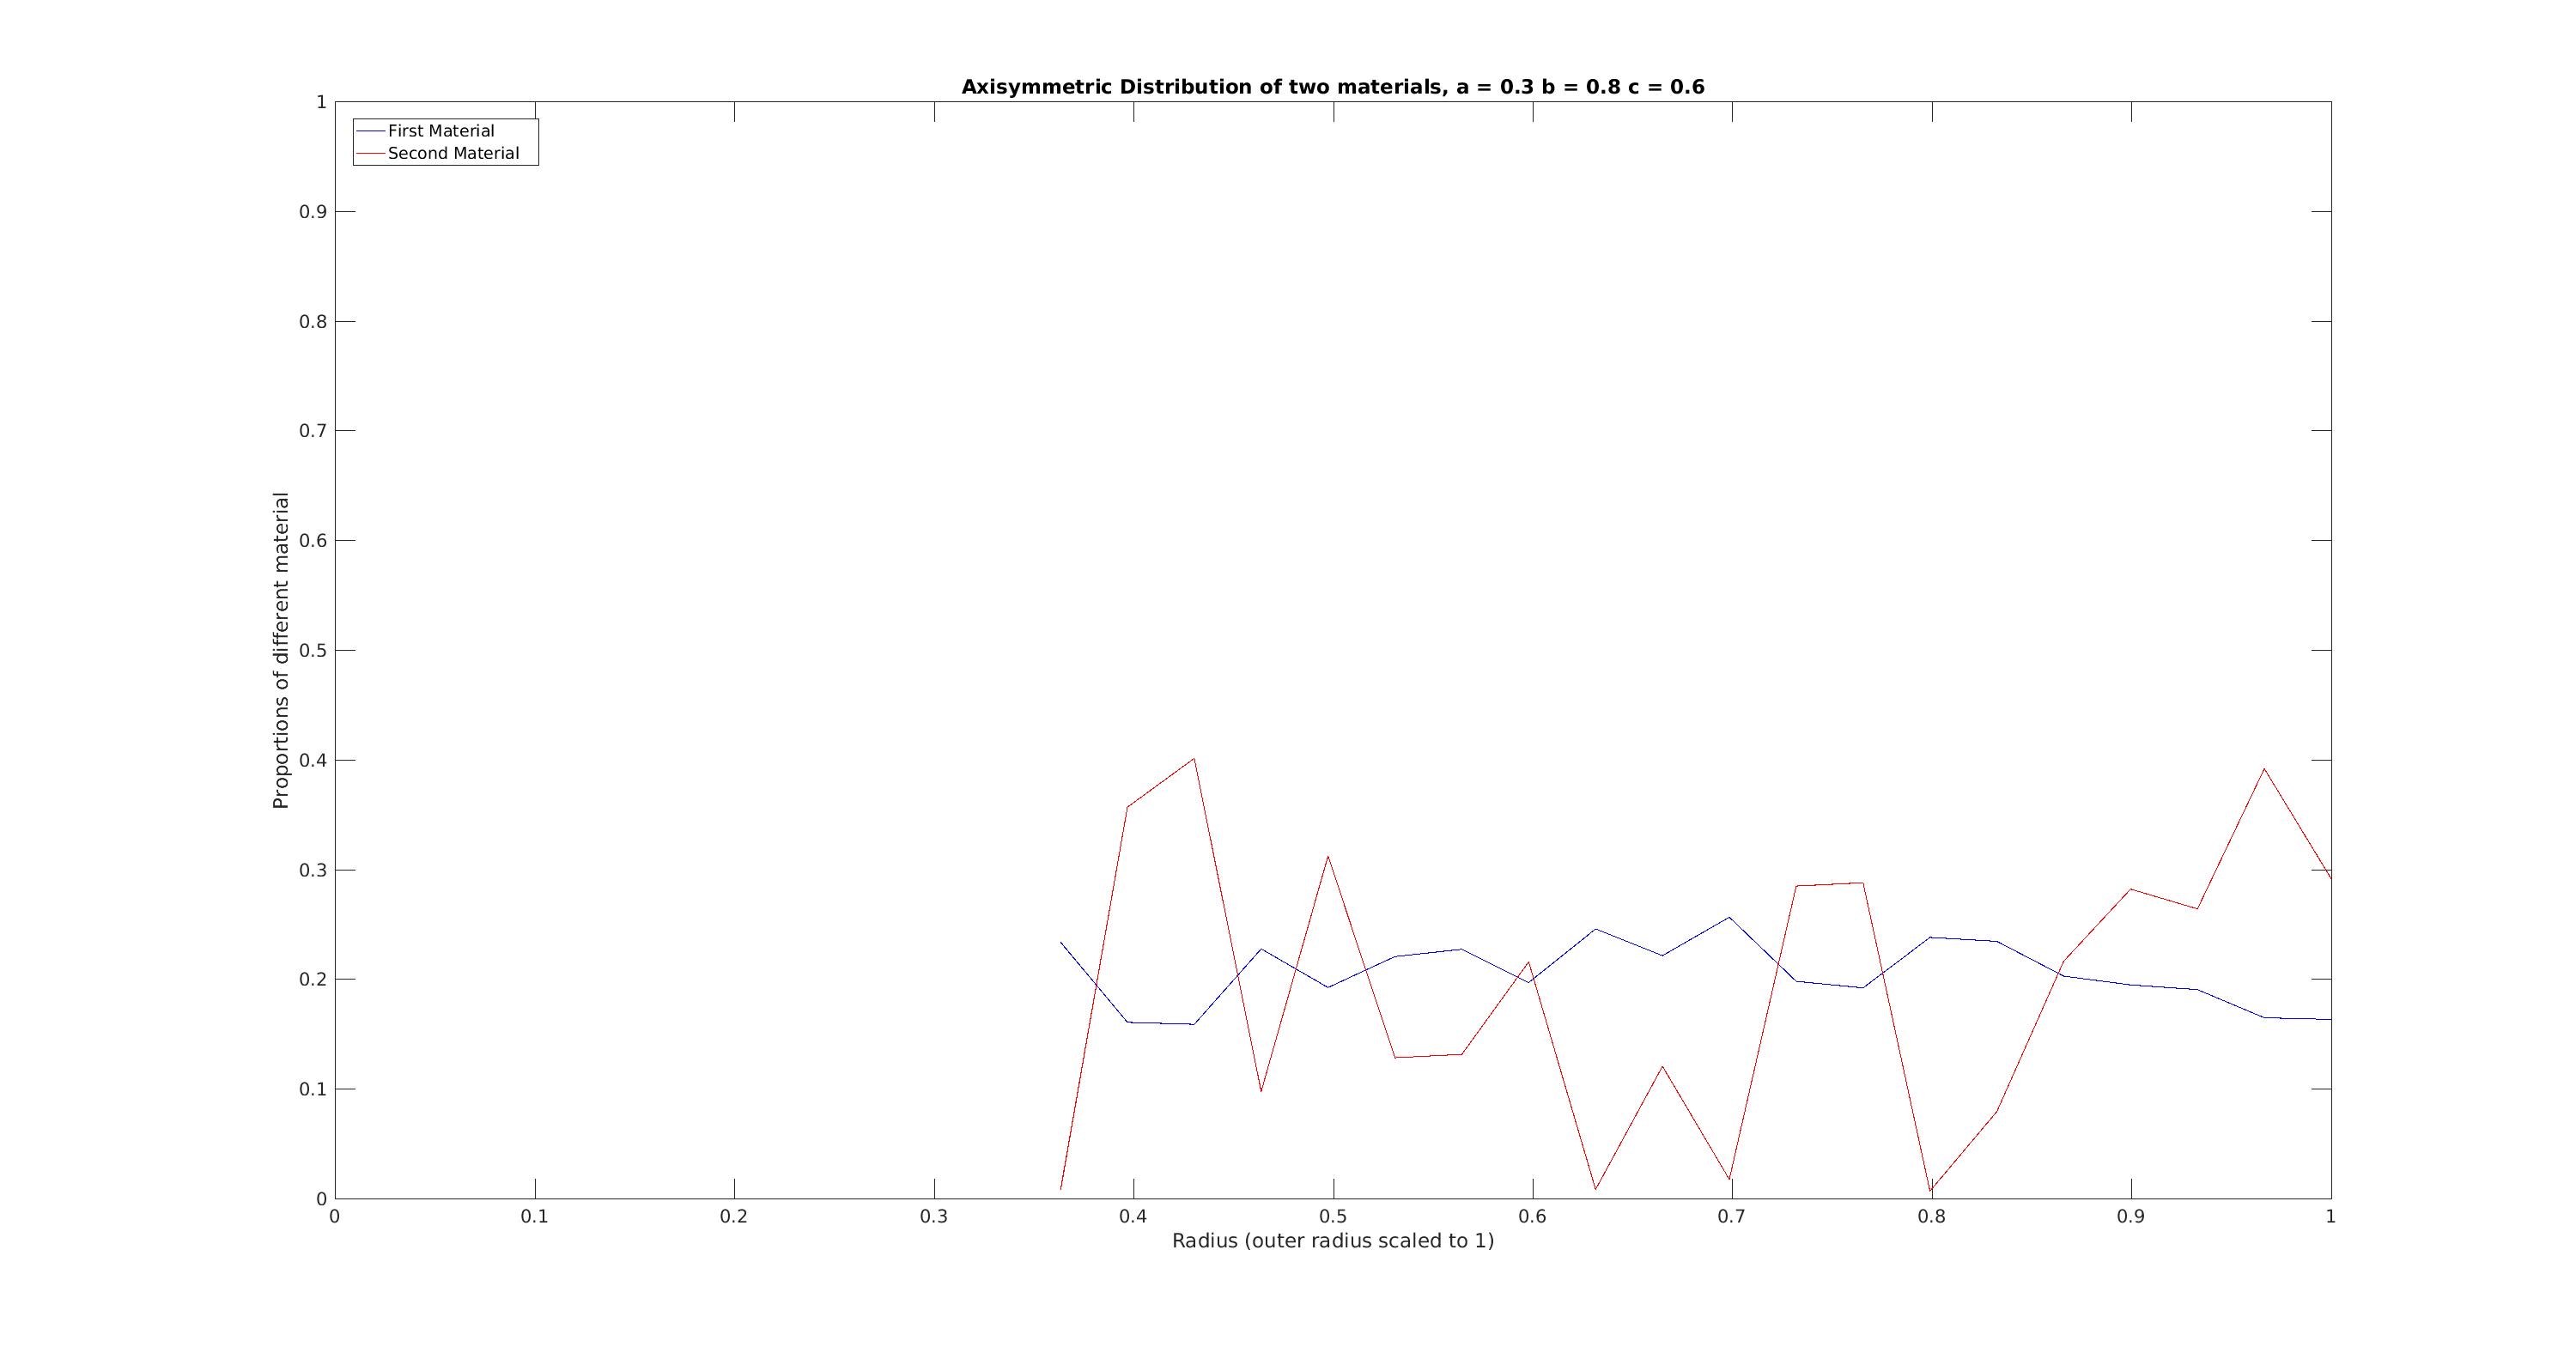 Axisymmetric Distribution of two materials, a = 0.3 b = 0.8 c = 0.6
First Material
Second Material
1
0.9
0.8
0.7
0.6
0.5
0.4
0.3
0.2
0.1
0
Proportions of different material
0 0.1 0.2 0.3 0.4 0.5 0.6 0.7 0.8 0.9 1
Radius (outer radius scaled to 1)